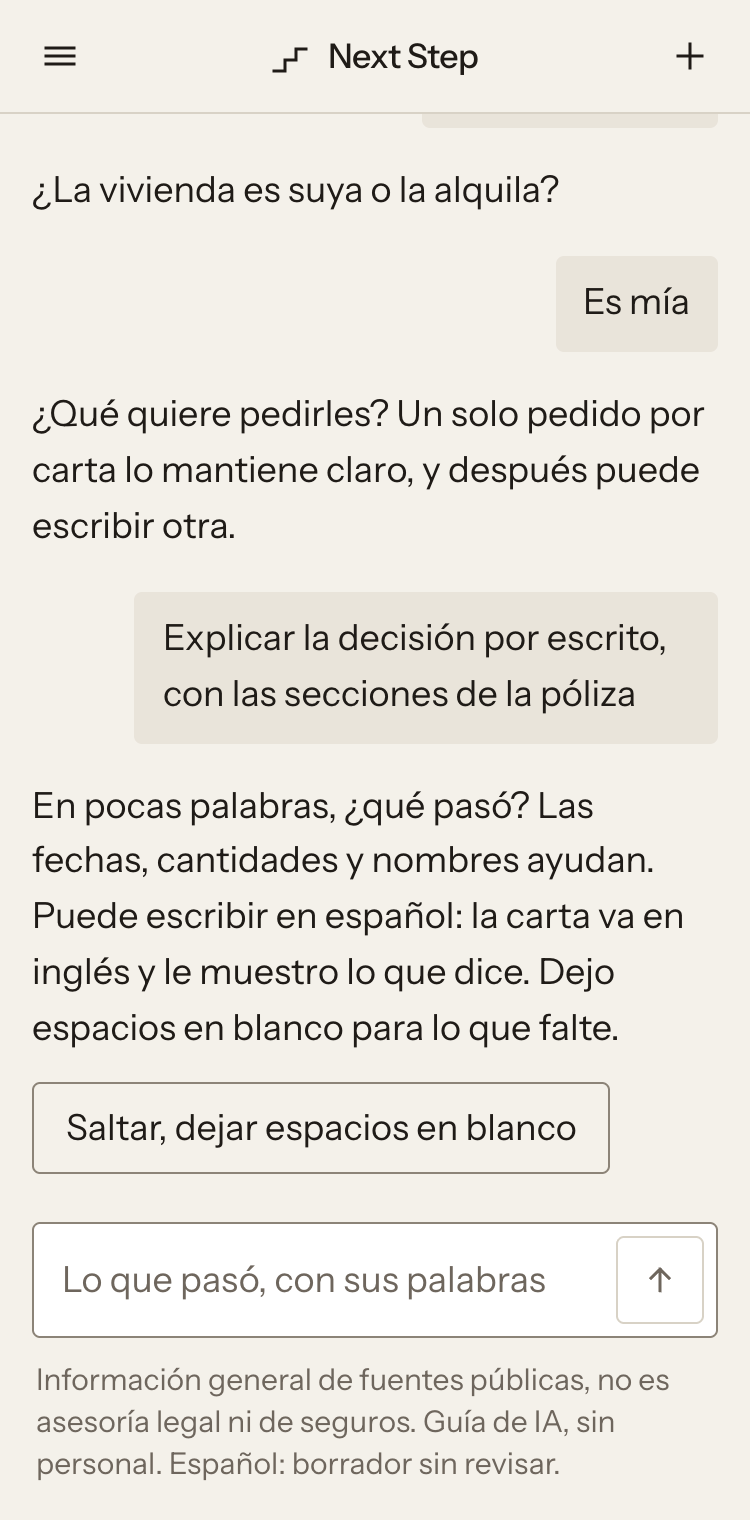 Next Step
¿La vivienda es suya o la alquila?
Es mía
¿Qué quiere pedirles? Un solo pedido por
carta lo mantiene claro, y después puede
escribir otra.
Explicar la decisión por escrito,
con las secciones de la póliza
En pocas palabras, ¿qué pasó? Las
fechas, cantidades y nombres ayudan.
Puede escribir en español: la carta va en
inglés y le muestro lo que dice. Dejo
espacios en blanco para lo que falte.
Saltar, dejar espacios en blanco
Lo que pasó, con sus palabras
Información general de fuentes públicas, no es
asesoría legal ni de seguros. Guía de IA, sin
personal. Español: borrador sin revisar.